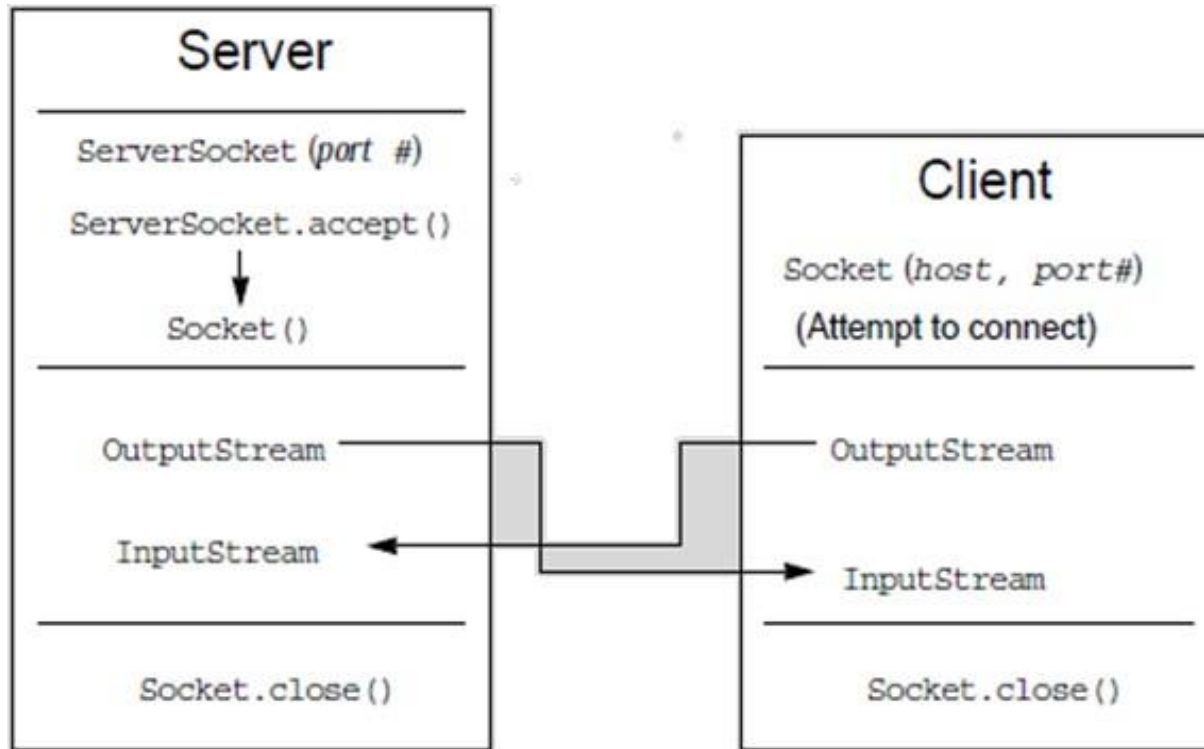 Server
ServerSocket (port #)
ServerSocket.accept()
Socket()
OutputStream
InputStream
Socket.close()
Client
Socket (host, port#)
(Attempt to connect)
OutputStream
InputStream
Socket.close()